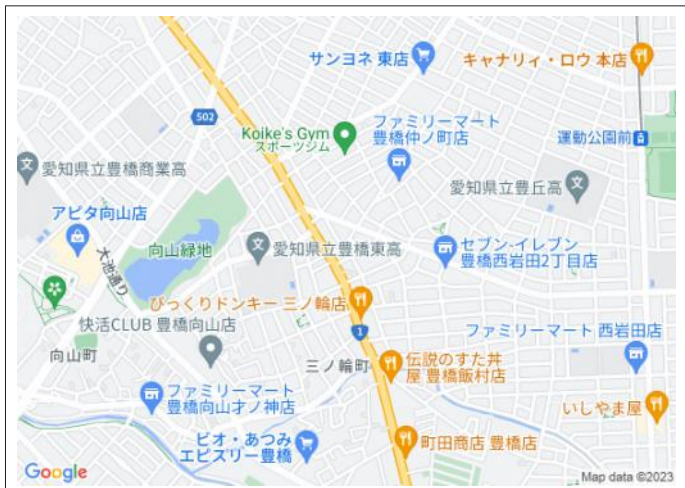 サンヨネ 東店
キャナリィ・ロウ 本店
502
Koike's Gym
スポーツジム
ファミリーマート
豊橋仲ノ町店
運動公園前
愛知県立豊橋商業高
愛知県立豊丘高
アピタ向山店
大池通り
向山緑地
愛知県立豊橋東高
セブン-イレブン
豊橋西岩田2丁目店
びっくりドンキー 三ノ輪店
快活CLUB 豊橋向山店
1
ファミリーマート 西岩田店
向山町
三ノ輪町
伝説のすた丼
屋 豊橋飯村店
ファミリーマート
豊橋向山才ノ神店
いしやま屋
ビオ・あつみ
エピスリー豊橋
町田商店 豊橋店
Google
Map data ©2023